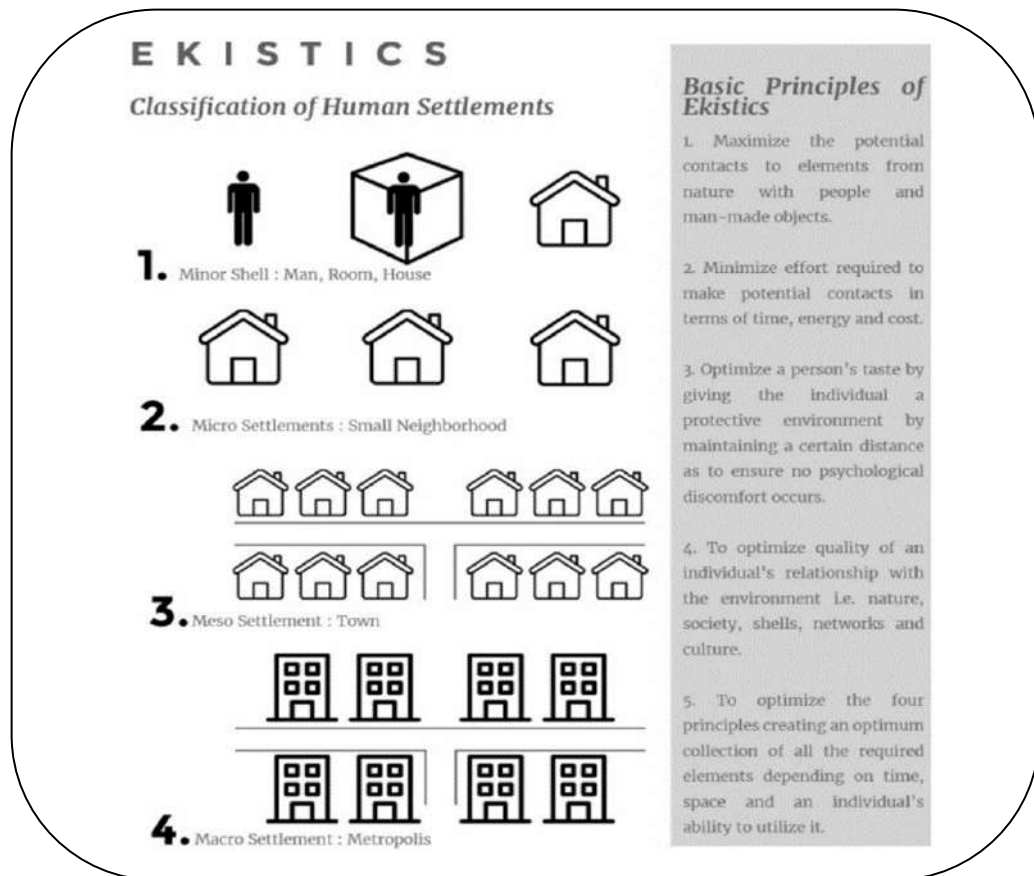 EKISTICS
Classification of Human Settlements
1. Minor Shell : Man, Room, House
2. Micro Settlements : Small Neighborhood
3. Meso Settlement : Town
4. Macro Settlement : Metropolis
Basic Principles of
Ekistics
1. Maximize the potential
contacts to elements from
nature with people and
man-made objects.
2. Minimize effort required to
make potential contacts in
terms of time, energy and cost.
3. Optimize a person's taste by
giving the individual a
protective environment by
maintaining a certain distance
as to ensure no psychological
discomfort occurs.
4. To optimize quality of an
individual's relationship with
the environment i.e. nature,
society, shells, networks and
culture.
5. To optimize the four
principles creating an optimum
collection of all the required
elements depending on time,
space and an individual's
ability to utilize it.